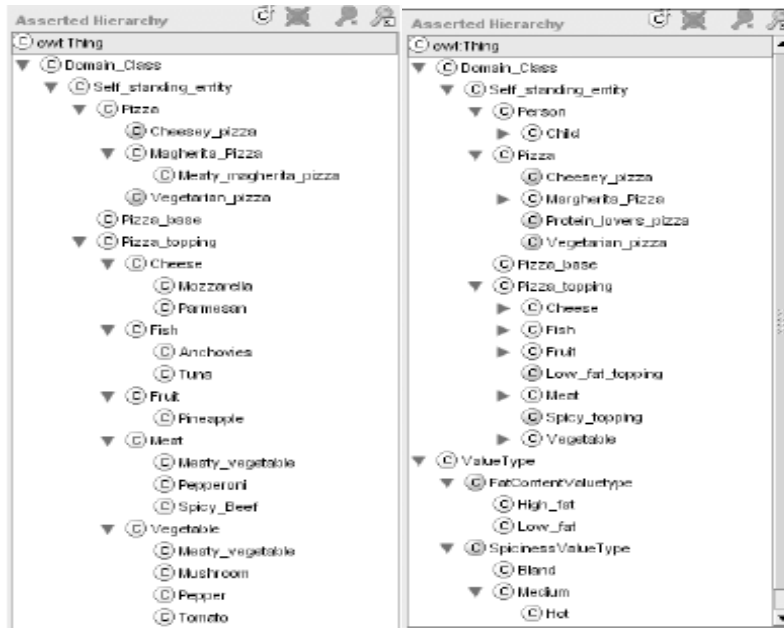 Asserted Hierarchy
owl:Thing
Domain_Class
Self_standing_entity
Pizza
Cheesey_pizza
Magherita_Pizza
Meaty_magherita_pizza
Vegetarian_pizza
Pizza_base
Pizza_topping
Cheese
Mozzarella
Parmesan
Fish
Anchovies
Tuna
Fruit
Pineapple
Meat
Meaty_vegetable
Pepperoni
Spicy_Beef
Vegetable
Meaty_vegetable
Mushroom
Pepper
Tomato
Asserted Hierarchy
owl:Thing
Domain_Class
Self_standing_entity
Person
Child
Pizza
Cheesey_pizza
Margherita_Pizza
Protein_lovers_pizza
Vegetarian_pizza
Pizza_base
Pizza_topping
Cheese
Fish
Fruit
Low_fat_topping
Meat
Spicy_topping
Vegetable
ValueType
FatContentValuetype
High_fat
Low_fat
SpicinessValueType
Bland
Medium
Hot